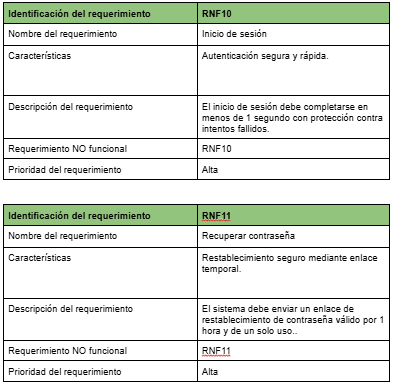 Identificación del requerimiento RNF10
Nombre del requerimiento Inicio de sesión
Características Autenticación segura y rápida.
Descripción del requerimiento El inicio de sesión debe completarse en
menos de 1 segundo con protección contra
intentos fallidos.
Requerimiento NO funcional RNF10
Prioridad del requerimiento Alta
Identificación del requerimiento RNF11
Nombre del requerimiento Recuperar contraseña
Características Restablecimiento seguro mediante enlace
temporal.
Descripción del requerimiento El sistema debe enviar un enlace de
restablecimiento de contraseña válido por 1
hora y de un solo uso..
Requerimiento NO funcional RNF11
Prioridad del requerimiento Alta